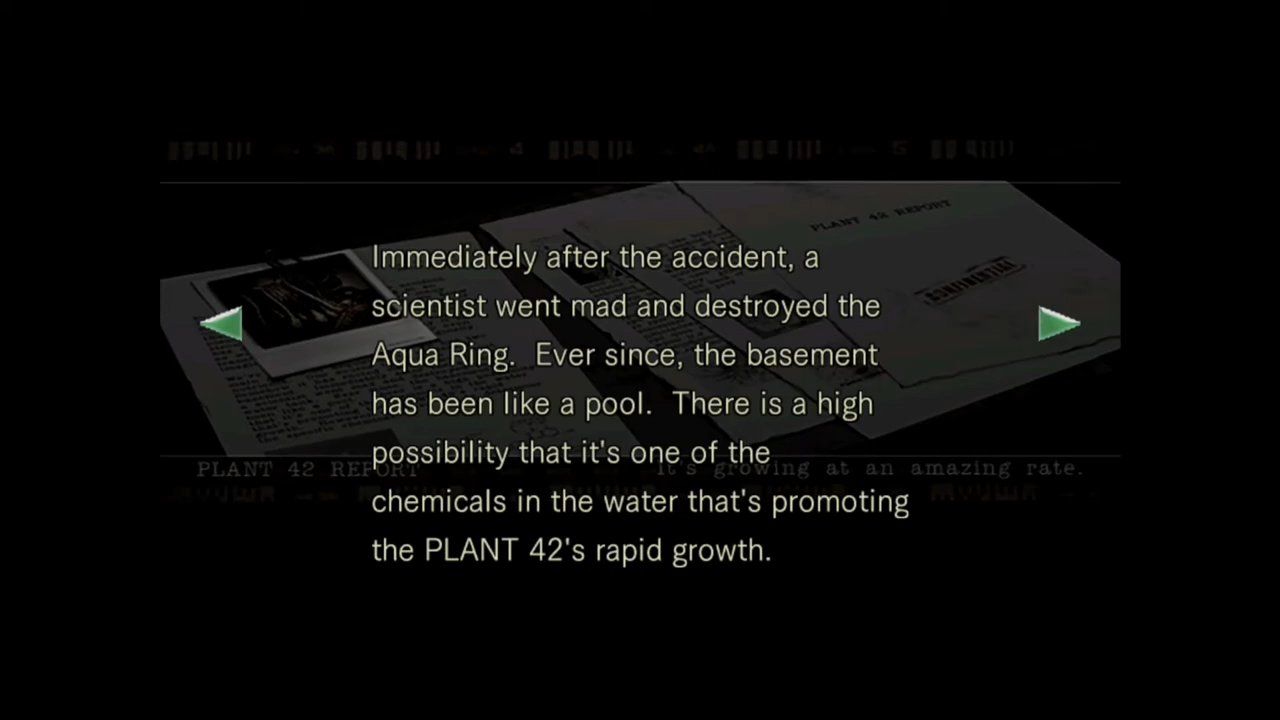 PLANT 42 REPORT
CONFIDENTIAL
Immediately after the accident, a
scientist went mad and destroyed the
Aqua Ring.  Ever since, the basement
has been like a pool.  There is a high
possibility that it's one of the
chemicals in the water that's promoting
the PLANT 42's rapid growth.
PLANT 42 REPORT
it's growing at an amazing rate.